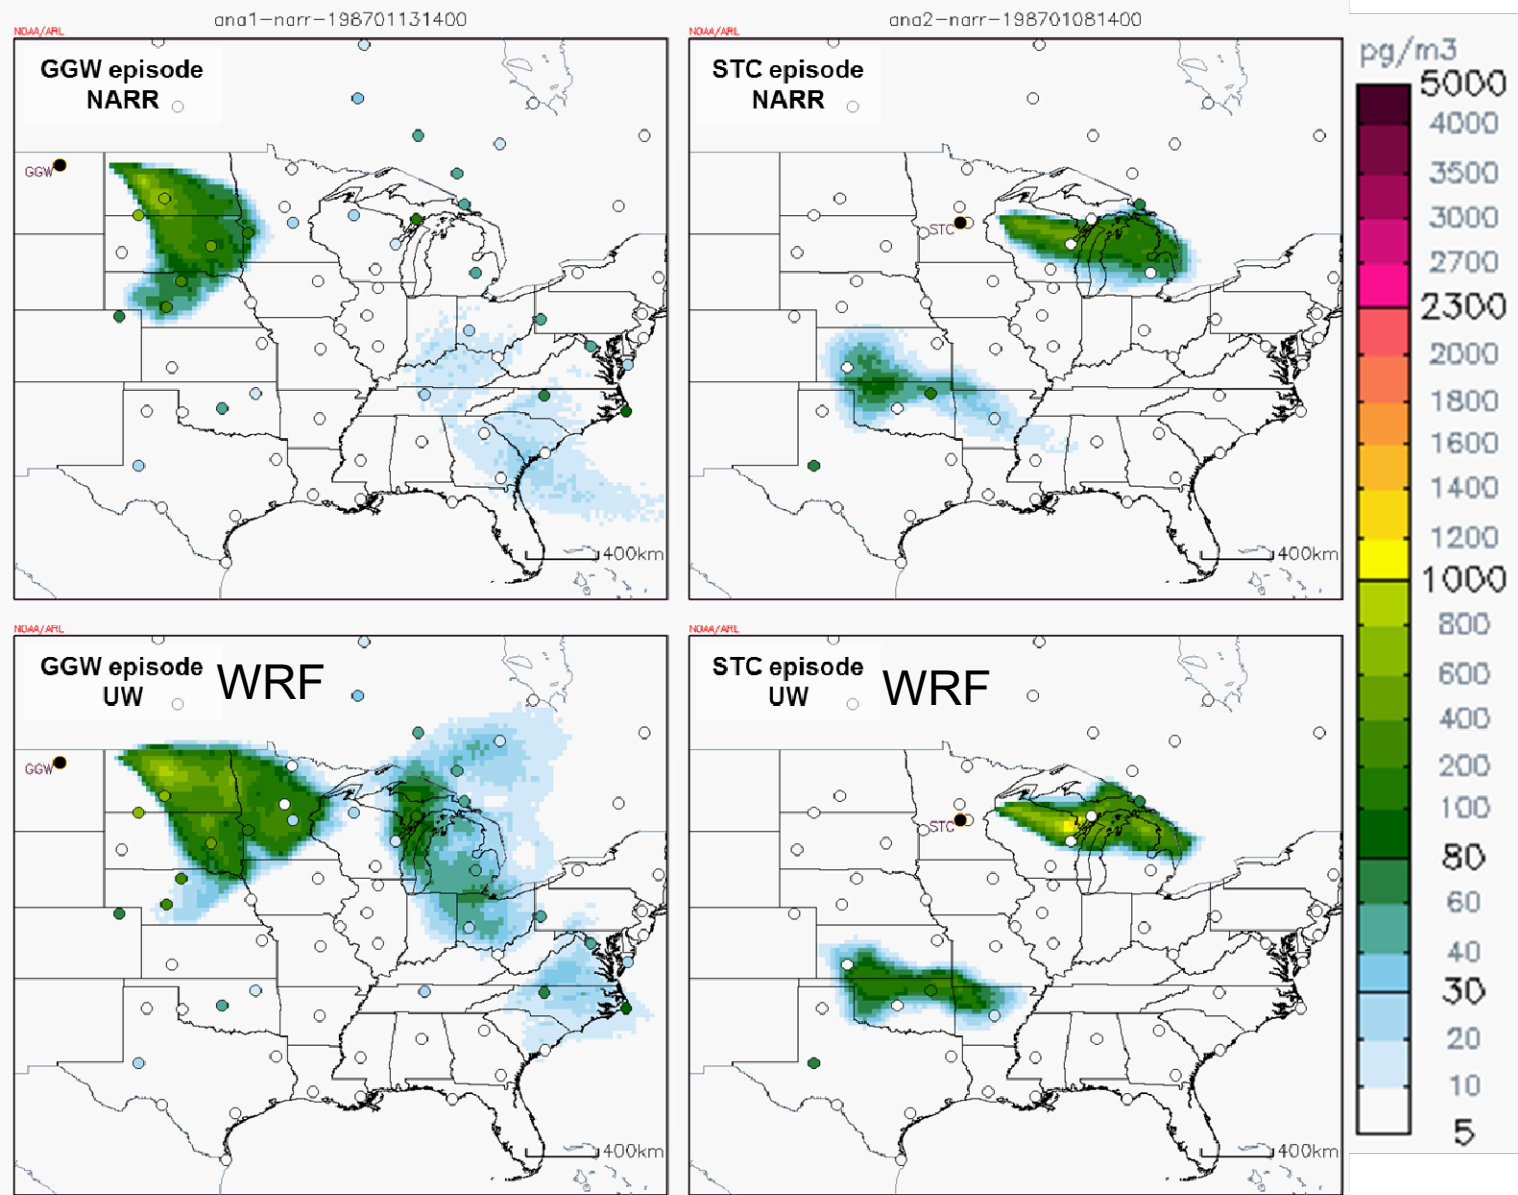 ana1-narr-198701131400
ana2-narr-198701081400
NOAA/ARL
NOAA/ARL
GGW episode
NARR
STC episode
NARR
GGW
STC
400km
400km
NOAA/ARL
NOAA/ARL
GGW episode
UW
WRF
STC episode
UW
WRF
GGW
STC
400km
400km
pg/m3
5000
4000
3500
3000
2700
2300
2000
1800
1600
1400
1200
1000
800
600
400
200
100
80
60
40
30
20
10
5